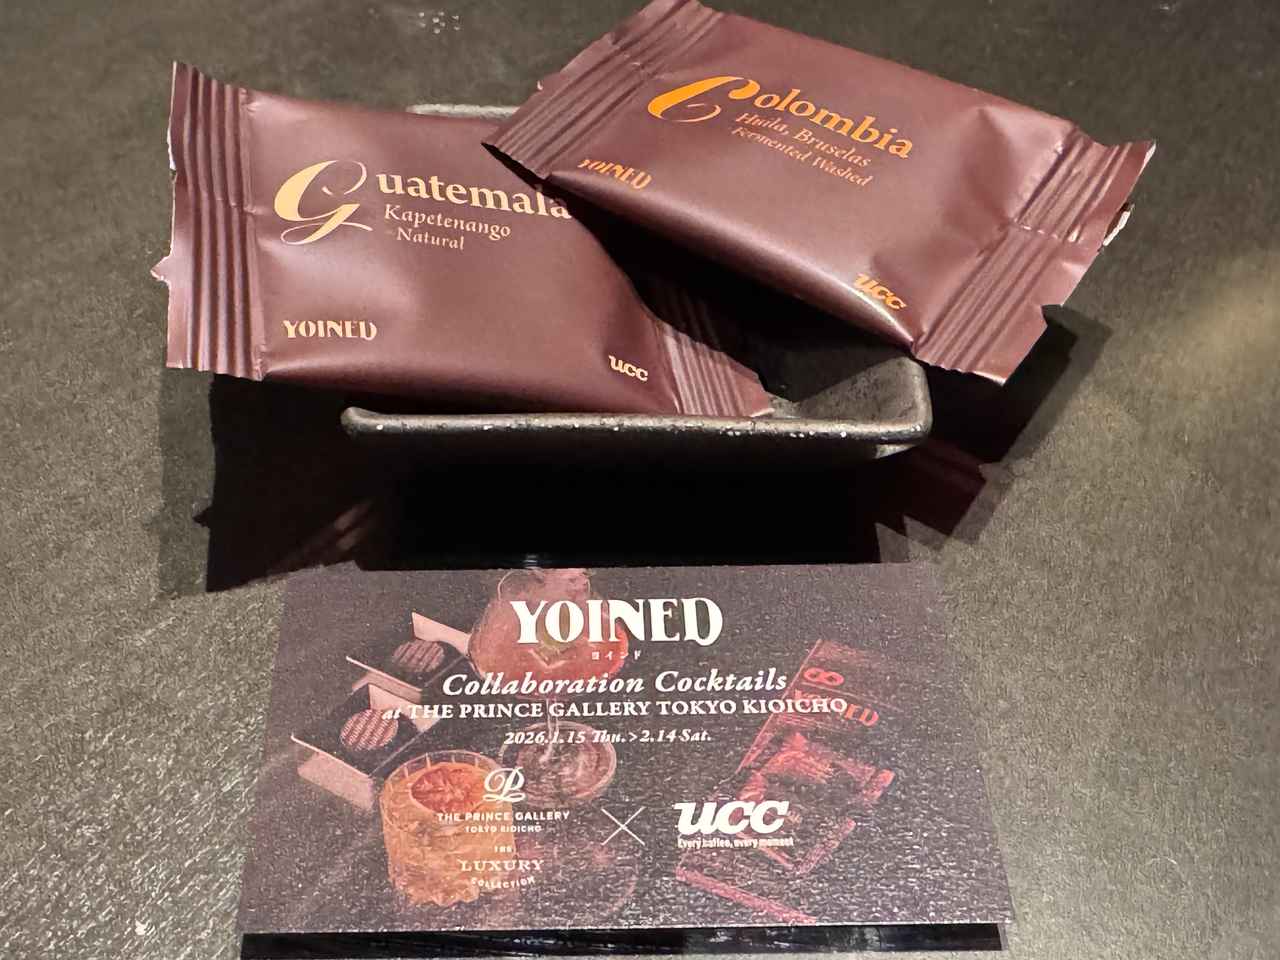 Guatemala
Kapetenango
Natural
YOINED
ucc
Colombia
Huila, Bruselas
Fermented Washed
YOINED
ucc
YOINED
ヨインド
Collaboration Cocktails
at THE PRINCE GALLERY TOKYO KIOICHO
2026.1.15 Thu.>2.14 Sat.
THE PRINCE GALLERY
TOKYO KIOICHO
THE
LUXURY
COLLECTION
ucc
Every coffee, every moment